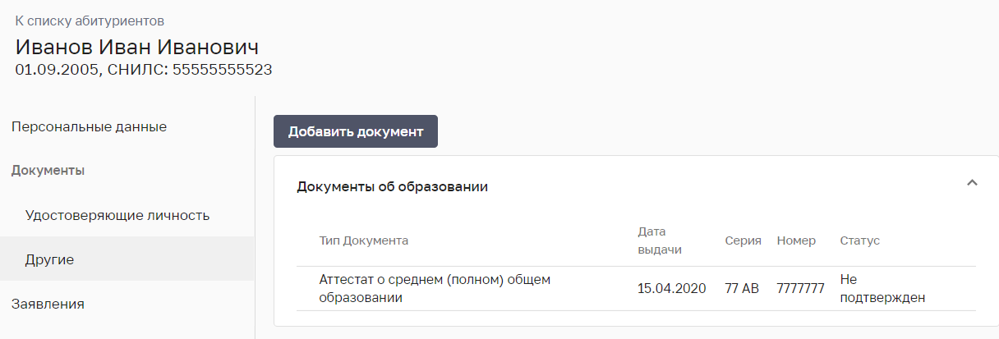 К списку абитуриентов
Иванов Иван Иванович
01.09.2005, СНИЛС: 55555555523
Персональные данные
Документы
Удостоверяющие личность
Другие
Заявления
Добавить документ
Документы об образовании
Тип Документа
Дата
выдачи
Серия
Номер
Статус
Аттестат о среднем (полном) общем
образовании
15.04.2020
77 АВ
7777777
Не
подтвержден